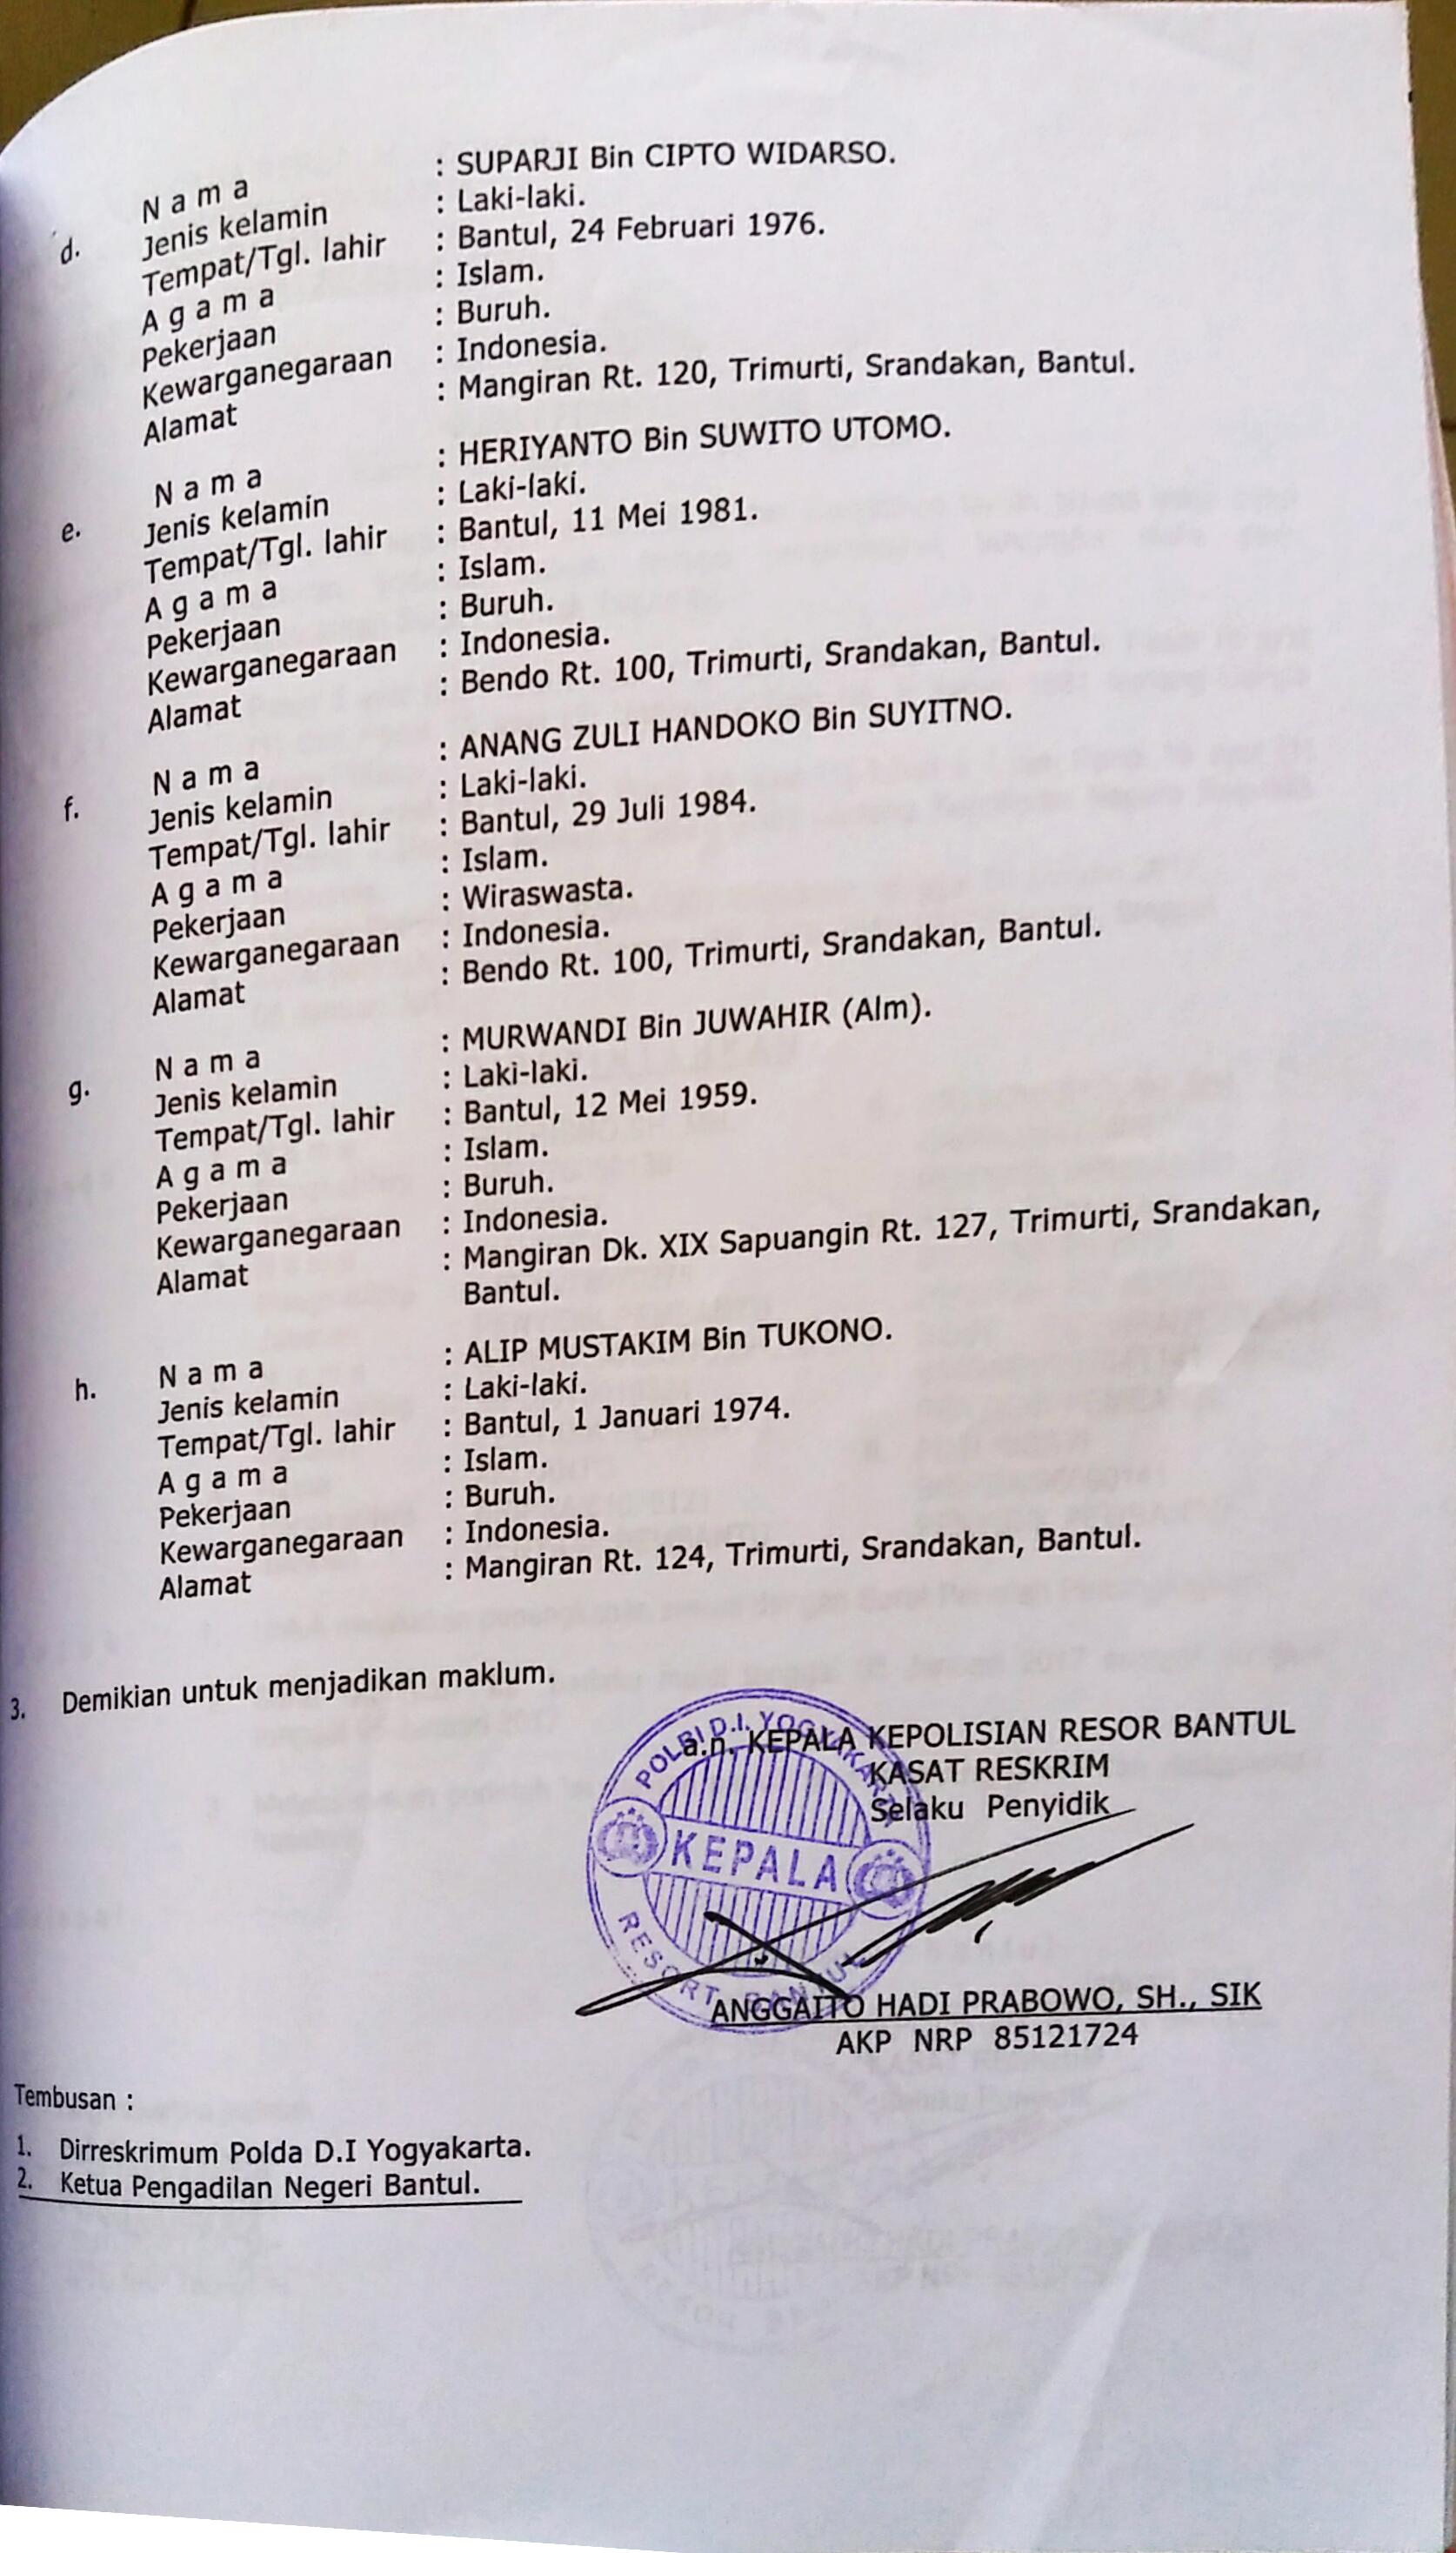 d. N a m a : SUPARJI Bin CIPTO WIDARSO.
Jenis kelamin : Laki-laki.
Tempat/Tgl. lahir : Bantul, 24 Februari 1976.
A g a m a : Islam.
Pekerjaan : Buruh.
Kewarganegaraan : Indonesia.
Alamat : Mangiran Rt. 120, Trimurti, Srandakan, Bantul.
e. N a m a : HERIYANTO Bin SUWITO UTOMO.
Jenis kelamin : Laki-laki.
Tempat/Tgl. lahir : Bantul, 11 Mei 1981.
A g a m a : Islam.
Pekerjaan : Buruh.
Kewarganegaraan : Indonesia.
Alamat : Bendo Rt. 100, Trimurti, Srandakan, Bantul.
f. N a m a : ANANG ZULI HANDOKO Bin SUYITNO.
Jenis kelamin : Laki-laki.
Tempat/Tgl. lahir : Bantul, 29 Juli 1984.
A g a m a : Islam.
Pekerjaan : Wiraswasta.
Kewarganegaraan : Indonesia.
Alamat : Bendo Rt. 100, Trimurti, Srandakan, Bantul.
g. N a m a : MURWANDI Bin JUWAHIR (Alm).
Jenis kelamin : Laki-laki.
Tempat/Tgl. lahir : Bantul, 12 Mei 1959.
A g a m a : Islam.
Pekerjaan : Buruh.
Kewarganegaraan : Indonesia.
Alamat : Mangiran Dk. XIX Sapuangin Rt. 127, Trimurti, Srandakan,
Bantul.
h. N a m a : ALIP MUSTAKIM Bin TUKONO.
Jenis kelamin : Laki-laki.
Tempat/Tgl. lahir : Bantul, 1 Januari 1974.
A g a m a : Islam.
Pekerjaan : Buruh.
Kewarganegaraan : Indonesia.
Alamat : Mangiran Rt. 124, Trimurti, Srandakan, Bantul.
3. Demikian untuk menjadikan maklum.
a.n. KEPALA KEPOLISIAN RESOR BANTUL
KASAT RESKRIM
Selaku Penyidik
POLRI D.I. YOGYAKARTA
KEPALA
RESORT BANTUL
ANGGAITO HADI PRABOWO, SH., SIK
AKP NRP 85121724
Tembusan :
1. Dirreskrimum Polda D.I Yogyakarta.
2. Ketua Pengadilan Negeri Bantul.